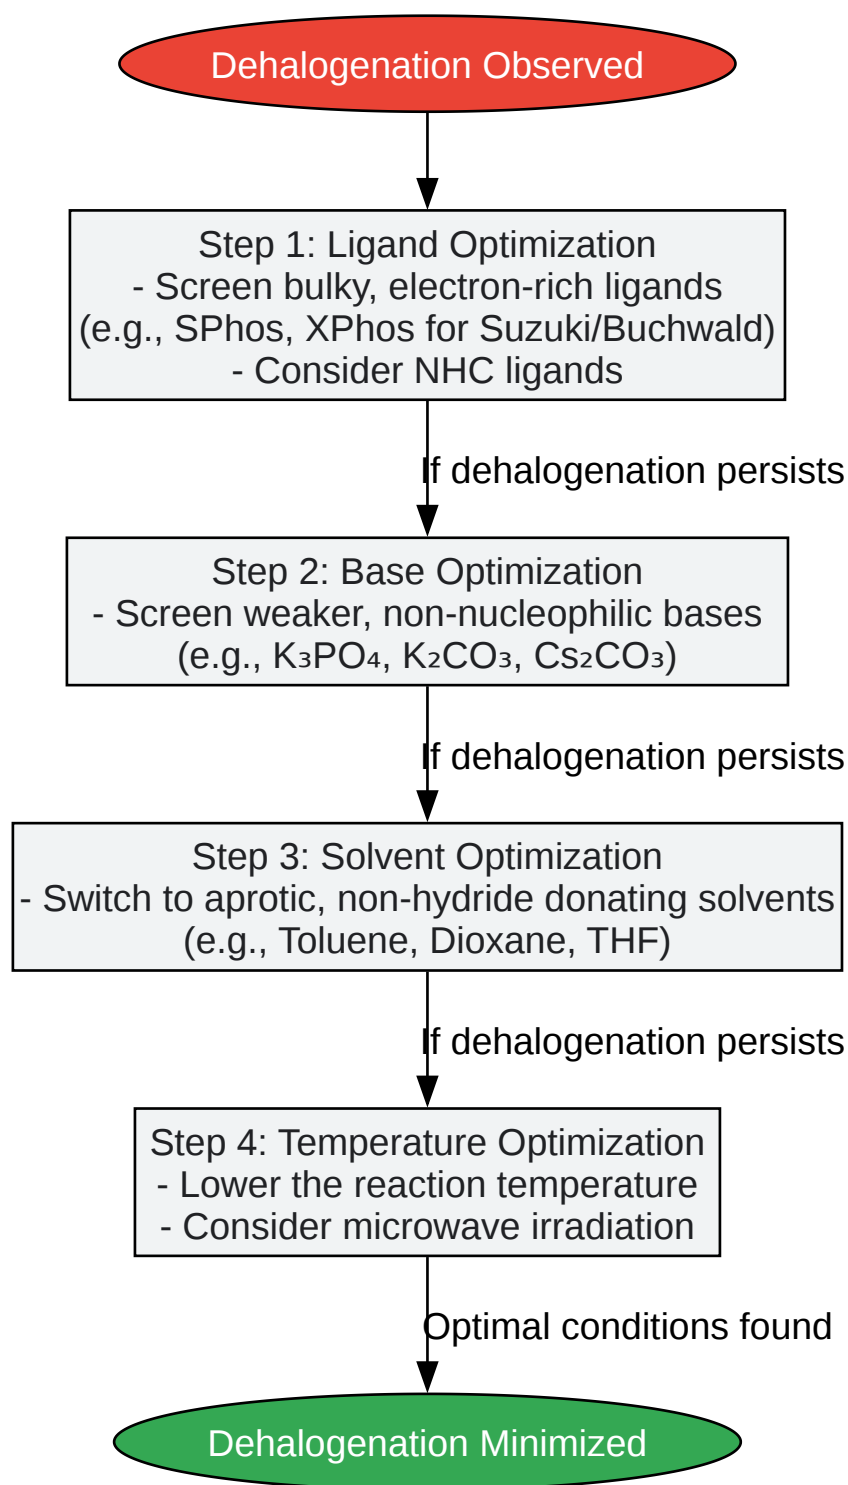 Dehalogenation Observed
Step 1: Ligand Optimization
- Screen bulky, electron-rich ligands
(e.g., SPhos, XPhos for Suzuki/Buchwald)
- Consider NHC ligands
If dehalogenation persists
Step 2: Base Optimization
- Screen weaker, non-nucleophilic bases
(e.g., K₃PO₄, K₂CO₃, Cs₂CO₃)
If dehalogenation persists
Step 3: Solvent Optimization
- Switch to aprotic, non-hydride donating solvents
(e.g., Toluene, Dioxane, THF)
If dehalogenation persists
Step 4: Temperature Optimization
- Lower the reaction temperature
- Consider microwave irradiation
Optimal conditions found
Dehalogenation Minimized